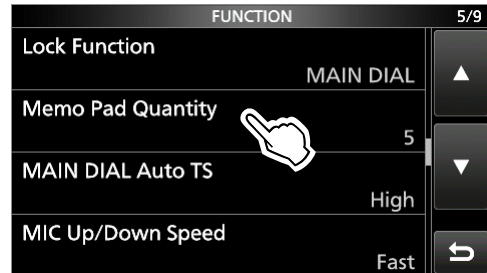 FUNCTION 5/9
Lock Function
MAIN DIAL
Memo Pad Quantity
5
MAIN DIAL Auto TS
High
MIC Up/Down Speed
Fast